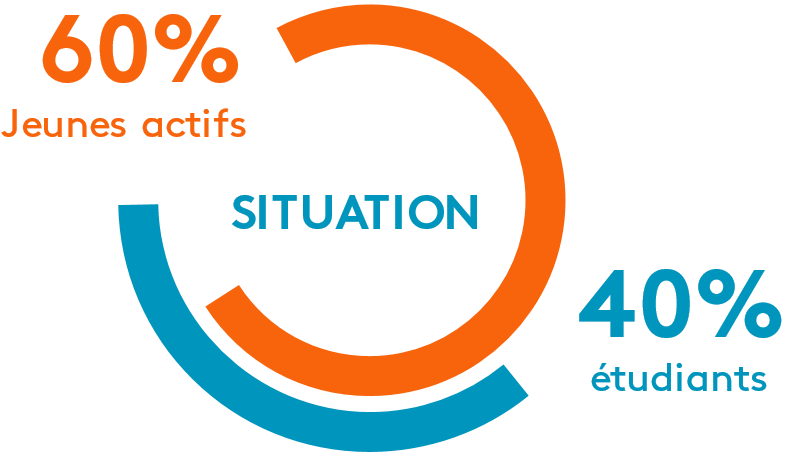 60%
Jeunes actifs
SITUATION
40%
étudiants